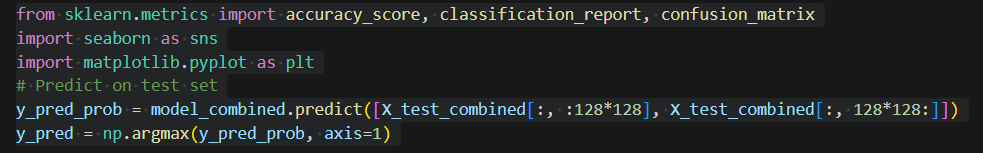 from sklearn.metrics import accuracy_score, classification_report, confusion_matrix
import seaborn as sns
import matplotlib.pyplot as plt
# Predict on test set
y_pred_prob = model_combined.predict([X_test_combined[:, :128*128], X_test_combined[:, 128*128:]])
y_pred = np.argmax(y_pred_prob, axis=1)